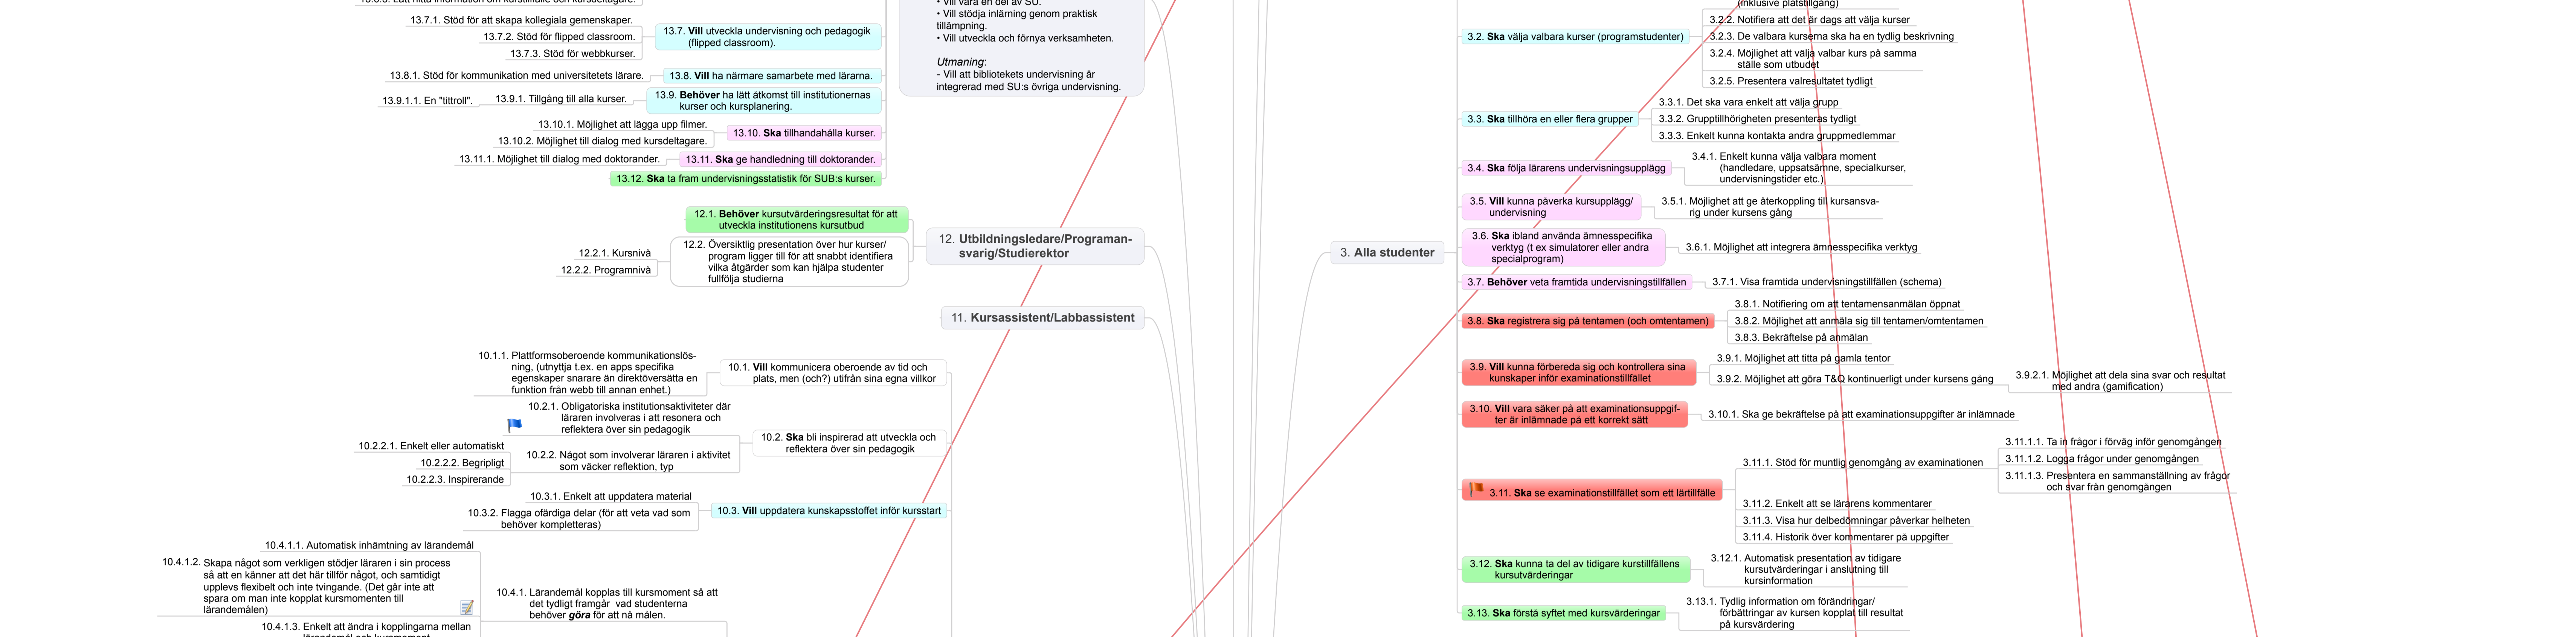 13.7.1. Stöd för att skapa kollegiala gemenskaper.
13.7.2. Stöd för flipped classroom.
13.7.3. Stöd för webbkurser.
13.7. Vill utveckla undervisning och pedagogik
(flipped classroom).
13.8.1. Stöd för kommunikation med universitetets lärare.
13.8. Vill ha närmare samarbete med lärarna.
13.9.1.1. En "tittroll".
13.9.1. Tillgång till alla kurser.
13.9. Behöver ha lätt åtkomst till institutionernas
kurser och kursplanering.
13.10.1. Möjlighet att lägga upp filmer.
13.10.2. Möjlighet till dialog med kursdeltagare.
13.10. Ska tillhandahålla kurser.
13.11.1. Möjlighet till dialog med doktorander.
13.11. Ska ge handledning till doktorander.
13.12. Ska ta fram undervisningsstatistik för SUB:s kurser.
• Vill vara en del av SU.
• Vill stödja inlärning genom praktisk
tillämpning.
• Vill utveckla och förnya verksamheten.
Utmaning:
- Vill att bibliotekets undervisning är
integrerad med SU:s övriga undervisning.
12.1. Behöver kursutvärderingsresultat för att
utveckla institutionens kursutbud
12.2.1. Kursnivå
12.2.2. Programnivå
12.2. Översiktlig presentation över hur kurser/
program ligger till för att snabbt identifiera
vilka åtgärder som kan hjälpa studenter
fullfölja studierna
12. Utbildningsledare/Programan-
svarig/Studierektor
11. Kursassistent/Labbassistent
10.1.1. Plattformsoberoende kommunikationslös-
ning, (utnyttja t.ex. en apps specifika
egenskaper snarare än direktöversätta en
funktion från webb till annan enhet.)
10.1. Vill kommunicera oberoende av tid och
plats, men (och?) utifrån sina egna villkor
10.2.1. Obligatoriska institutionsaktiviteter där
läraren involveras i att resonera och
reflektera över sin pedagogik
10.2.2.1. Enkelt eller automatiskt
10.2.2.2. Begripligt
10.2.2.3. Inspirerande
10.2.2. Något som involverar läraren i aktivitet
som väcker reflektion, typ
10.2. Ska bli inspirerad att utveckla och
reflektera över sin pedagogik
10.3.1. Enkelt att uppdatera material
10.3.2. Flagga ofärdiga delar (för att veta vad som
behöver kompletteras)
10.3. Vill uppdatera kunskapsstoffet inför kursstart
10.4.1.1. Automatisk inhämtning av lärandemål
10.4.1.2. Skapa något som verkligen stödjer läraren i sin process
så att en känner att det här tillför något, och samtidigt
upplevs flexibelt och inte tvingande. (Det går inte att
spara om man inte kopplat kursmomenten till
lärandemålen)
10.4.1.3. Enkelt att ändra i kopplingarna mellan
10.4.1. Lärandemål kopplas till kursmoment så att
det tydligt framgår vad studenterna
behöver göra för att nå målen.
3. Alla studenter
(inklusive platstillgång)
3.2.2. Notifiera att det är dags att välja kurser
3.2. Ska välja valbara kurser (programstudenter)
3.2.3. De valbara kurserna ska ha en tydlig beskrivning
3.2.4. Möjlighet att välja valbar kurs på samma
ställe som utbudet
3.2.5. Presentera valresultatet tydligt
3.3.1. Det ska vara enkelt att välja grupp
3.3. Ska tillhöra en eller flera grupper
3.3.2. Grupptillhörigheten presenteras tydligt
3.3.3. Enkelt kunna kontakta andra gruppmedlemmar
3.4. Ska följa lärarens undervisningsupplägg
3.4.1. Enkelt kunna välja valbara moment
(handledare, uppsatsämne, specialkurser,
undervisningstider etc.)
3.5. Vill kunna påverka kursupplägg/
undervisning
3.5.1. Möjlighet att ge återkoppling till kursansva-
rig under kursens gång
3.6. Ska ibland använda ämnesspecifika
verktyg (t ex simulatorer eller andra
specialprogram)
3.6.1. Möjlighet att integrera ämnesspecifika verktyg
3.7. Behöver veta framtida undervisningstillfällen
3.7.1. Visa framtida undervisningstillfällen (schema)
3.8.1. Notifiering om att tentamensanmälan öppnat
3.8. Ska registrera sig på tentamen (och omtentamen)
3.8.2. Möjlighet att anmäla sig till tentamen/omtentamen
3.8.3. Bekräftelse på anmälan
3.9. Vill kunna förbereda sig och kontrollera sina
kunskaper inför examinationstillfället
3.9.1. Möjlighet att titta på gamla tentor
3.9.2. Möjlighet att göra T&Q kontinuerligt under kursens gång
3.9.2.1. Möjlighet att dela sina svar och resultat
med andra (gamification)
3.10. Vill vara säker på att examinationsuppgif-
ter är inlämnade på ett korrekt sätt
3.10.1. Ska ge bekräftelse på att examinationsuppgifter är inlämnade
3.11. Ska se examinationstillfället som ett lärtillfälle
3.11.1. Stöd för muntlig genomgång av examinationen
3.11.1.1. Ta in frågor i förväg inför genomgången
3.11.1.2. Logga frågor under genomgången
3.11.1.3. Presentera en sammanställning av frågor
och svar från genomgången
3.11.2. Enkelt att se lärarens kommentarer
3.11.3. Visa hur delbedömningar påverkar helheten
3.11.4. Historik över kommentarer på uppgifter
3.12. Ska kunna ta del av tidigare kurstillfällens
kursutvärderingar
3.12.1. Automatisk presentation av tidigare
kursutvärderingar i anslutning till
kursinformation
3.13. Ska förstå syftet med kursvärderingar
3.13.1. Tydlig information om förändringar/
förbättringar av kursen kopplat till resultat
på kursvärdering